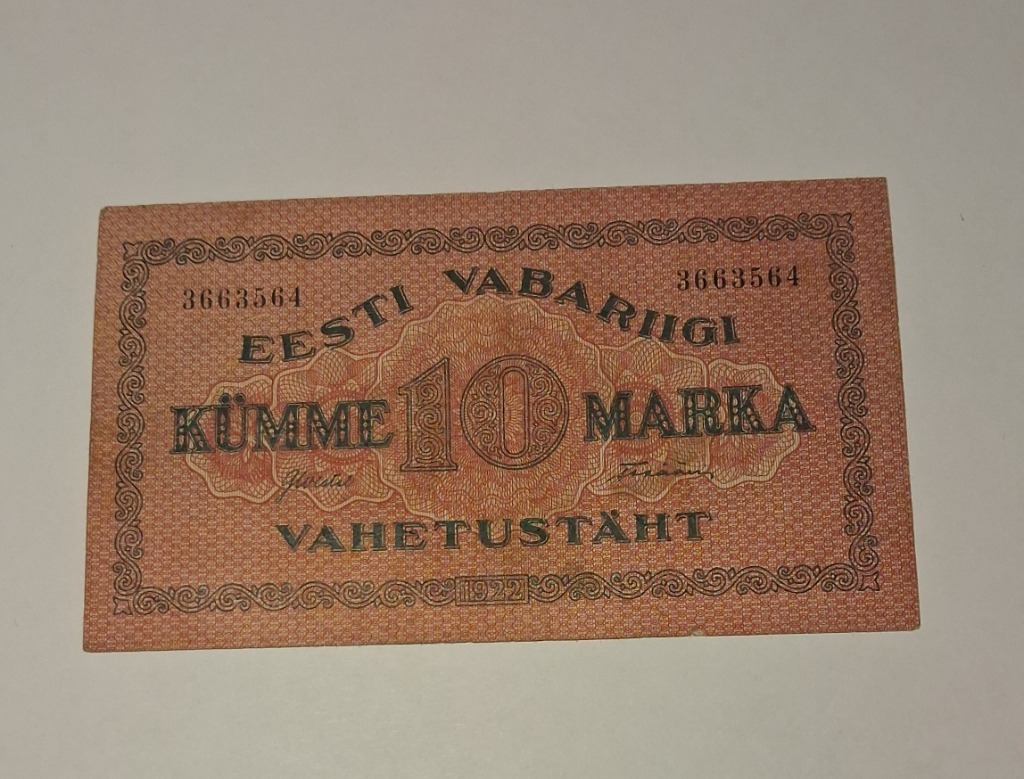 3663564 3663564
EESTI VABARIIGI
KÜMME 10 MARKA
VAHETUSTÄHT
1922